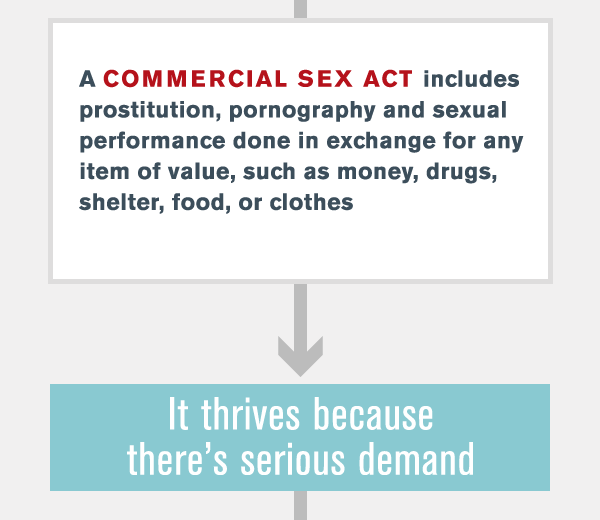 A COMMERCIAL SEX ACT includes
prostitution, pornography and sexual
performance done in exchange for any
item of value, such as money, drugs,
shelter, food, or clothes
It thrives because
there’s serious demand